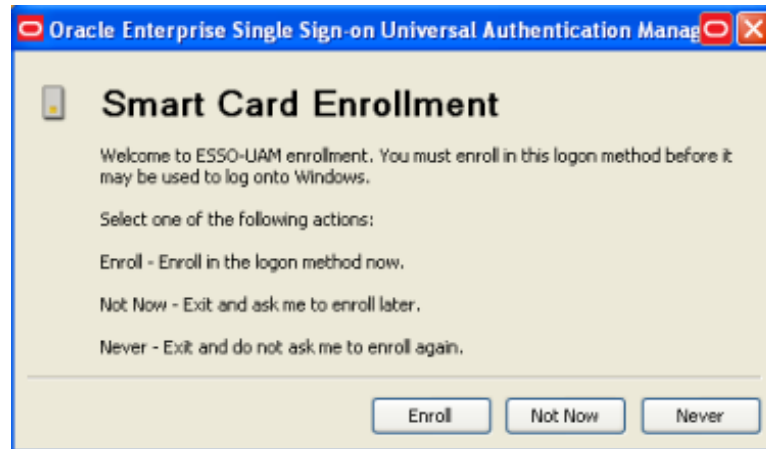 Oracle Enterprise Single Sign-on Universal Authentication Manag
Smart Card Enrollment
Welcome to ESSO-UAM enrollment. You must enroll in this logon method before it
may be used to log onto Windows.
Select one of the following actions:
Enroll - Enroll in the logon method now.
Not Now - Exit and ask me to enroll later.
Never - Exit and do not ask me to enroll again.
Enroll Not Now Never